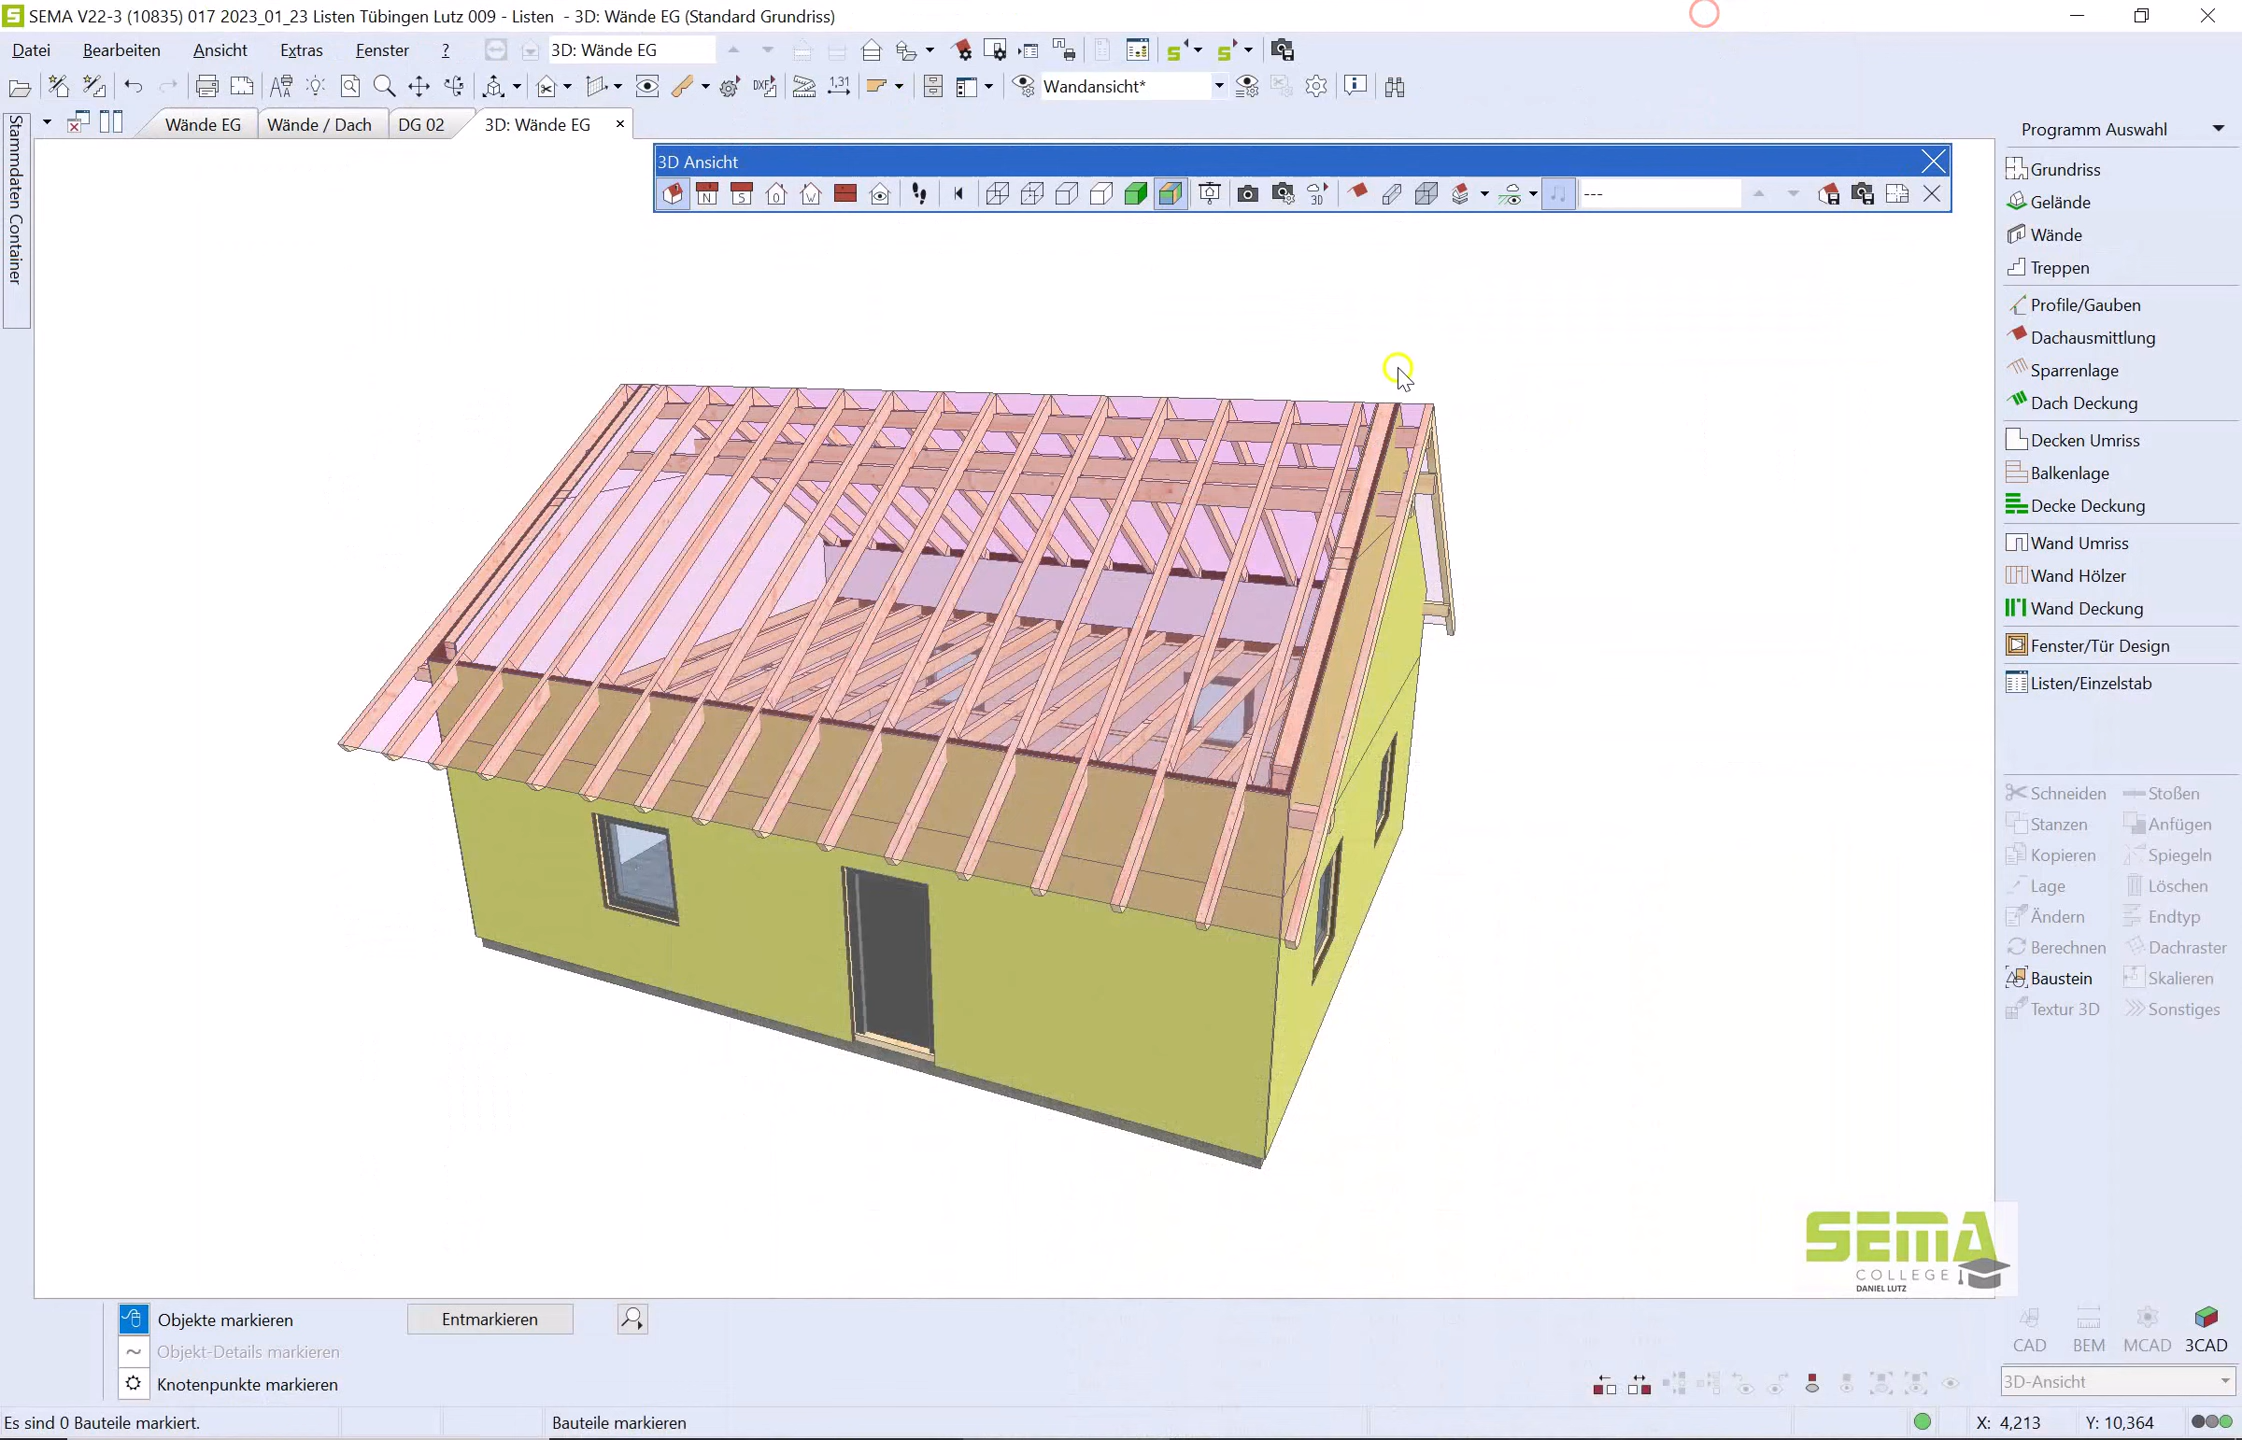 SEMA V22-3 (10835) 017 2023_01_23 Listen Tübingen Lutz 009 - Listen - 3D: Wände EG (Standard Grundriss)
Datei Bearbeiten Ansicht Extras Fenster ? 3D: Wände EG
1,31 DXF Wandansicht*
Wände EG Wände / Dach DG 02 3D: Wände EG
Stammdaten Container
3D Ansicht
N S O W 3D ---
Programm Auswahl
Grundriss
Gelände
Wände
Treppen
Profile/Gauben
Dachausmittlung
Sparrenlage
Dach Deckung
Decken Umriss
Balkenlage
Decke Deckung
Wand Umriss
Wand Hölzer
Wand Deckung
Fenster/Tür Design
Listen/Einzelstab
Schneiden Stoßen
Stanzen Anfügen
Kopieren Spiegeln
Lage Löschen
Ändern Endtyp
Berechnen Dachraster
Baustein Skalieren
Textur 3D Sonstiges
SEMA
COLLEGE
DANIEL LUTZ
Objekte markieren Entmarkieren
Objekt-Details markieren
Knotenpunkte markieren
CAD BEM MCAD 3CAD
3D-Ansicht
Es sind 0 Bauteile markiert. Bauteile markieren X: 4,213 Y: 10,364